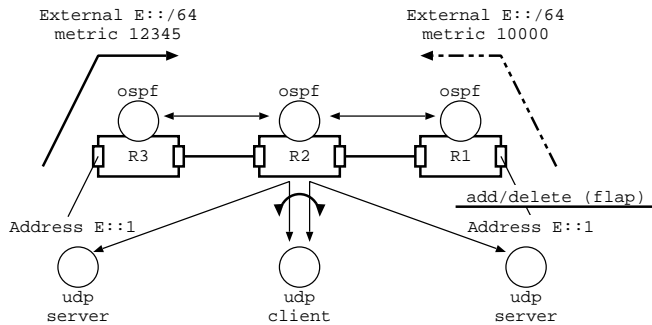 External E::/64
metric 12345
External E::/64
metric 10000
ospf
ospf
ospf
R3
R2
R1
add/delete (flap)
Address E::1
Address E::1
udp
server
udp
client
udp
server